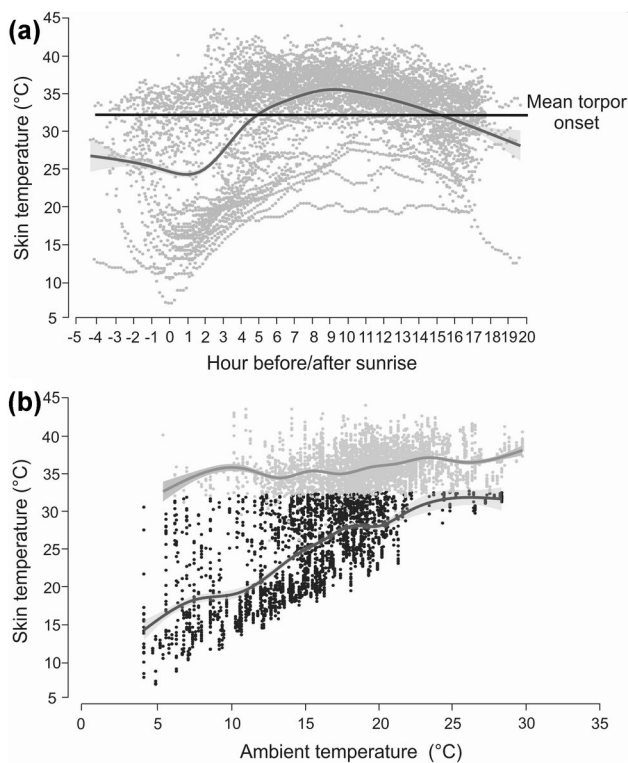 (a)
45
40
35
30
25
20
15
10
5
Skin temperature (°C)
Mean torpor
onset
-5 -4 -3 -2 -1 0 1 2 3 4 5 6 7 8 9 10 11 12 13 14 15 16 17 18 19 20
Hour before/after sunrise
(b)
45
40
35
30
25
20
15
10
5
Skin temperature (°C)
0 5 10 15 20 25 30 35
Ambient temperature (°C)